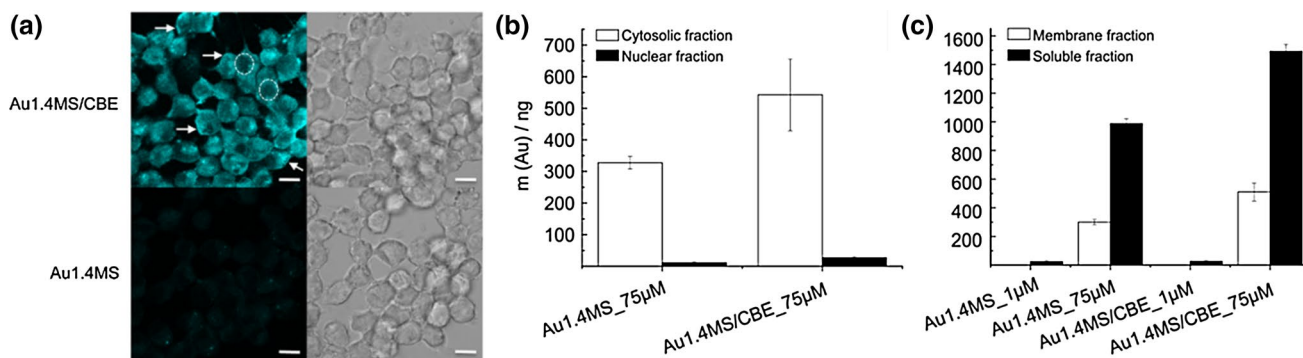 (a)
Au1.4MS/CBE
Au1.4MS
(b)
Cytosolic fraction
Nuclear fraction
700
600
500
400
300
200
100
m (Au) / ng
Au1.4MS_75μM
Au1.4MS/CBE_75μM
(c)
Membrane fraction
Soluble fraction
1600
1400
1200
1000
800
600
400
200
Au1.4MS_1μM
Au1.4MS_75μM
Au1.4MS/CBE_1μM
Au1.4MS/CBE_75μM